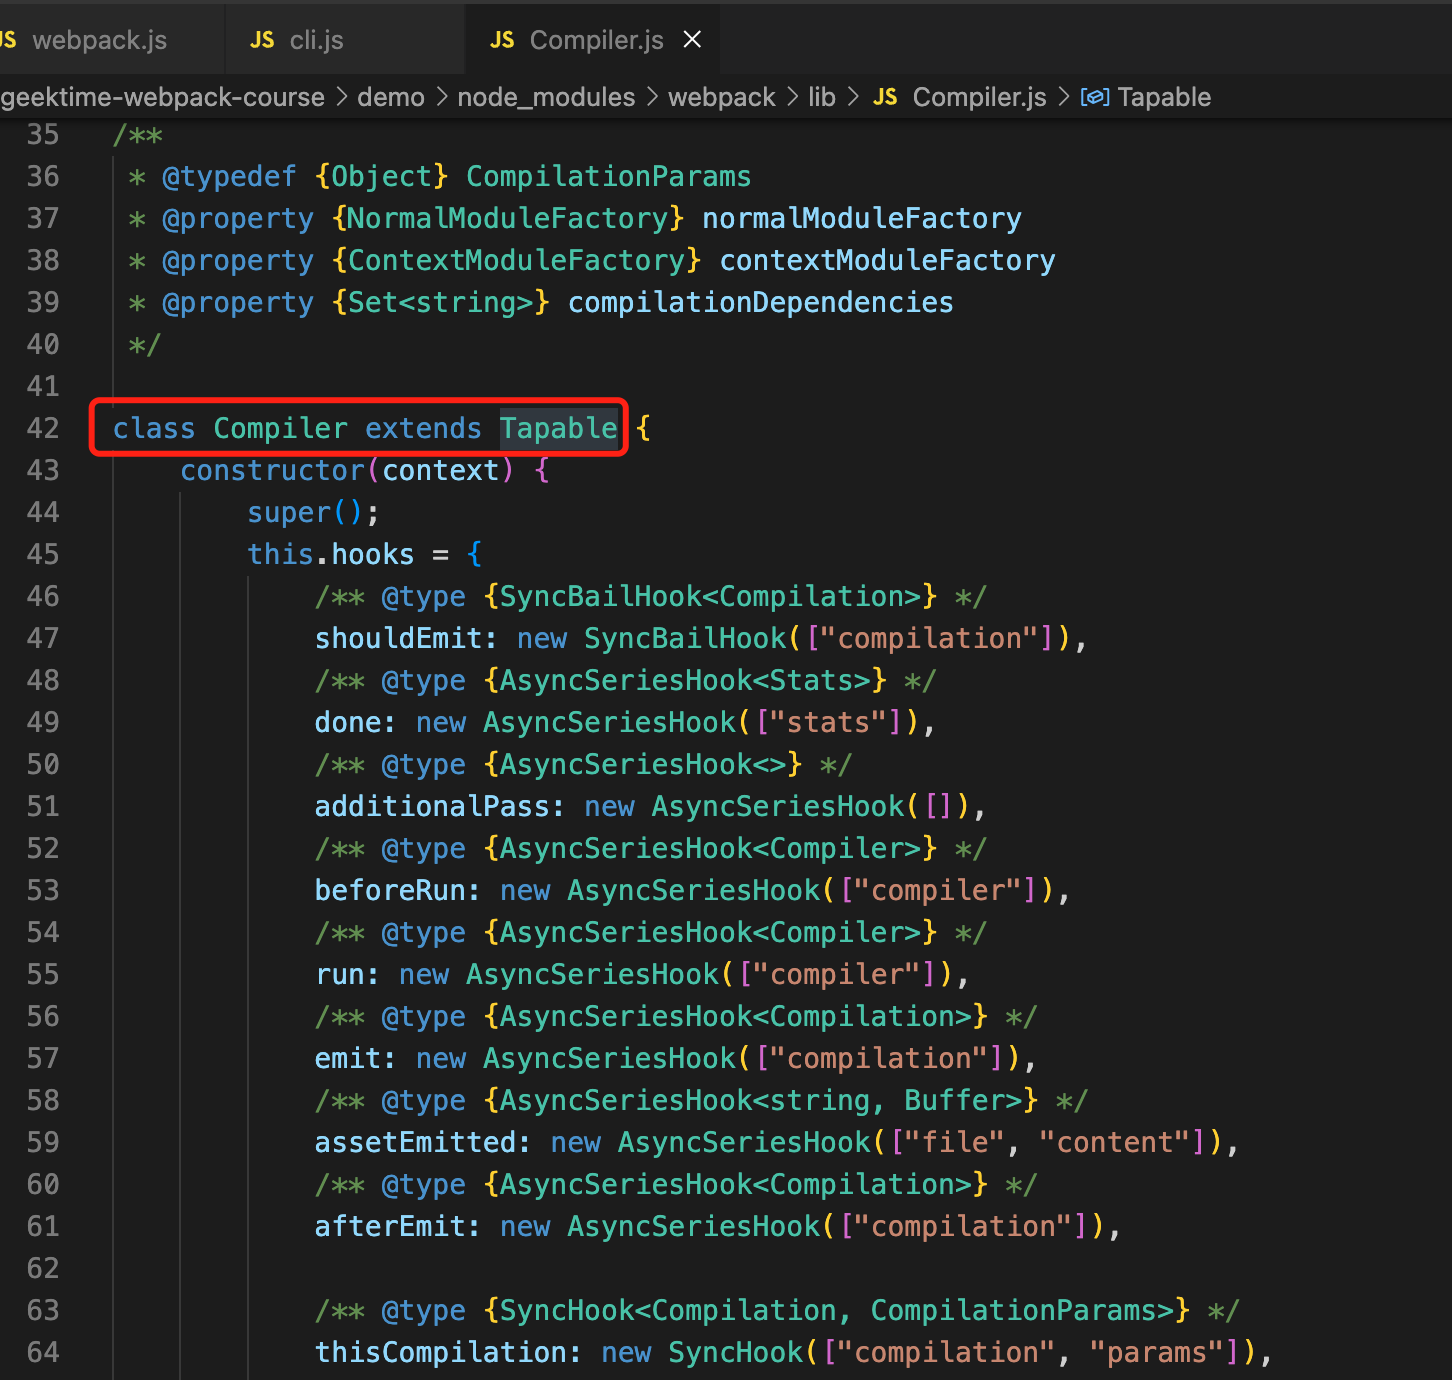 JS webpack.js JS cli.js JS Compiler.js ×
geektime-webpack-course > demo > node_modules > webpack > lib > JS Compiler.js > Tapable
35 /**
36  * @typedef {Object} CompilationParams
37  * @property {NormalModuleFactory} normalModuleFactory
38  * @property {ContextModuleFactory} contextModuleFactory
39  * @property {Set<string>} compilationDependencies
40  */
41
42 class Compiler extends Tapable {
43     constructor(context) {
44         super();
45         this.hooks = {
46             /** @type {SyncBailHook<Compilation>} */
47             shouldEmit: new SyncBailHook(["compilation"]),
48             /** @type {AsyncSeriesHook<Stats>} */
49             done: new AsyncSeriesHook(["stats"]),
50             /** @type {AsyncSeriesHook<>} */
51             additionalPass: new AsyncSeriesHook([]),
52             /** @type {AsyncSeriesHook<Compiler>} */
53             beforeRun: new AsyncSeriesHook(["compiler"]),
54             /** @type {AsyncSeriesHook<Compiler>} */
55             run: new AsyncSeriesHook(["compiler"]),
56             /** @type {AsyncSeriesHook<Compilation>} */
57             emit: new AsyncSeriesHook(["compilation"]),
58             /** @type {AsyncSeriesHook<string, Buffer>} */
59             assetEmitted: new AsyncSeriesHook(["file", "content"]),
60             /** @type {AsyncSeriesHook<Compilation>} */
61             afterEmit: new AsyncSeriesHook(["compilation"]),
62
63             /** @type {SyncHook<Compilation, CompilationParams>} */
64             thisCompilation: new SyncHook(["compilation", "params"]),